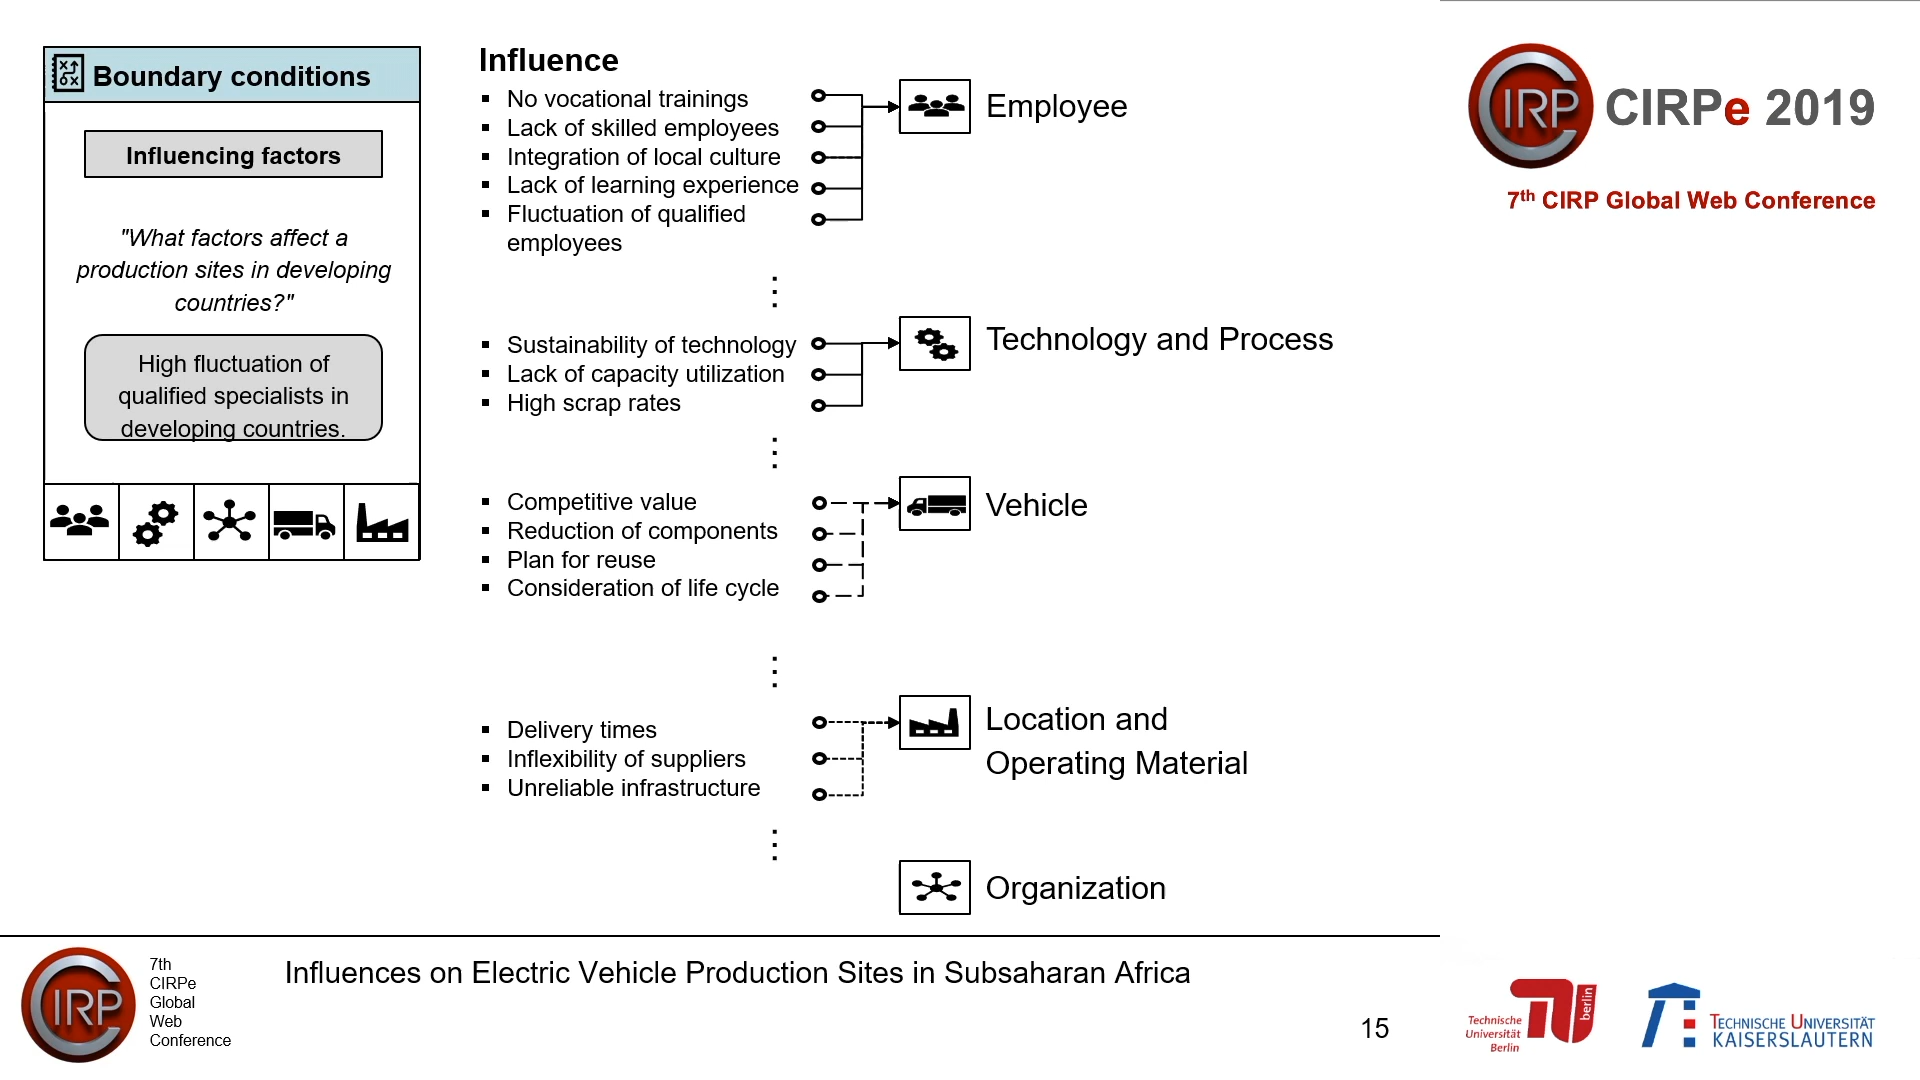 Boundary conditions
Influencing factors
"What factors affect a
production sites in developing
countries?"
High fluctuation of
qualified specialists in
developing countries.
Influence
▪ No vocational trainings
▪ Lack of skilled employees
▪ Integration of local culture
▪ Lack of learning experience
▪ Fluctuation of qualified
employees
Employee
⋮
▪ Sustainability of technology
▪ Lack of capacity utilization
▪ High scrap rates
Technology and Process
⋮
▪ Competitive value
▪ Reduction of components
▪ Plan for reuse
▪ Consideration of life cycle
Vehicle
⋮
▪ Delivery times
▪ Inflexibility of suppliers
▪ Unreliable infrastructure
Location and
Operating Material
⋮
Organization
CIRP
CIRPe 2019
7th CIRP Global Web Conference
CIRP
7th
CIRPe
Global
Web
Conference
Influences on Electric Vehicle Production Sites in Subsaharan Africa
15
Technische
Universität
Berlin
berlin
TECHNISCHE UNIVERSITÄT
KAISERSLAUTERN